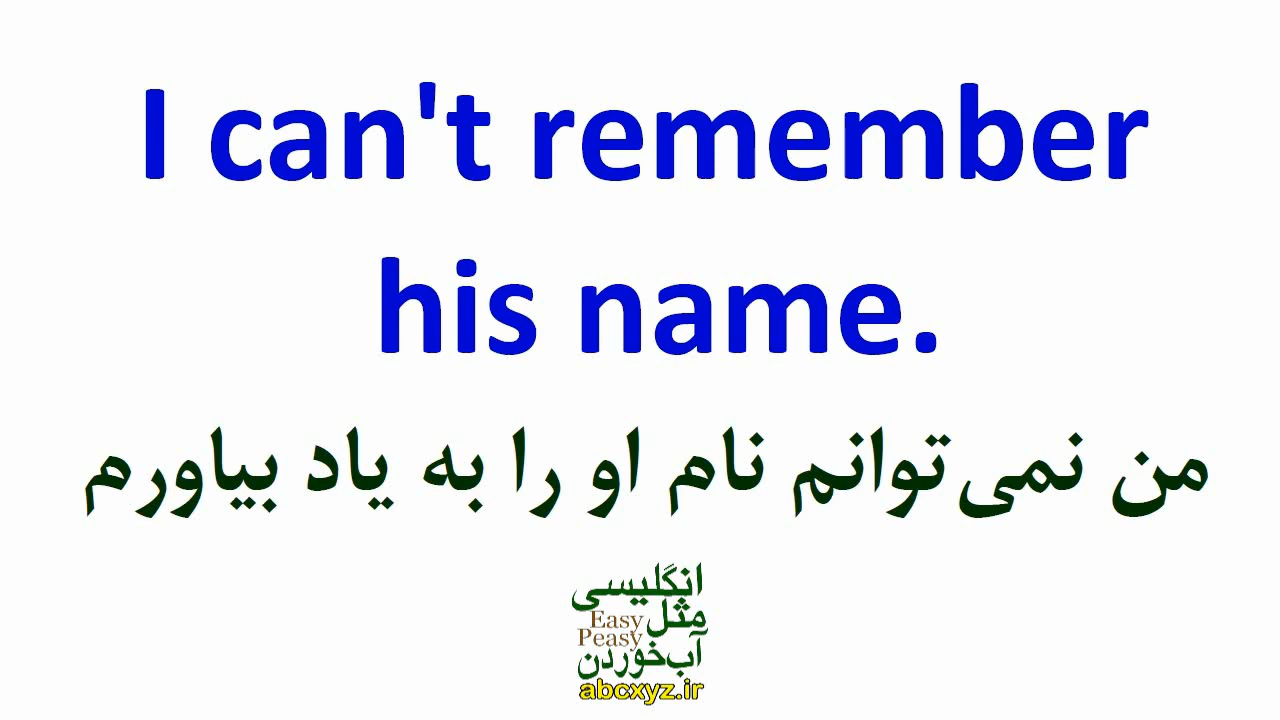 I can't remember
his name.
من نمی‌توانم نام او را به یاد بیاورم
انگلیسی
مثل
Easy
Peasy
آب‌خوردن
abcxyz.ir